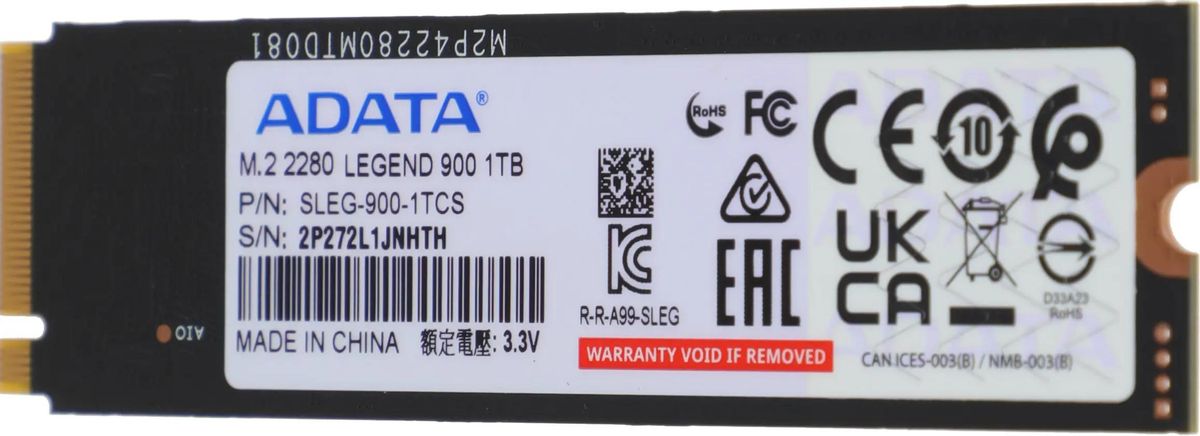 M2P42280MTD081
ADATA®
M.2 2280 LEGEND 900 1TB
P/N: SLEG-900-1TCS
S/N: 2P272L1JNHTH
MADE IN CHINA 額定電壓: 3.3V
RoHS FC CE 10
UK
CA
EAC
R-R-A99-SLEG
D33A23
RoHS
WARRANTY VOID IF REMOVED
CAN ICES-003(B) / NMB-003(B)
AIO